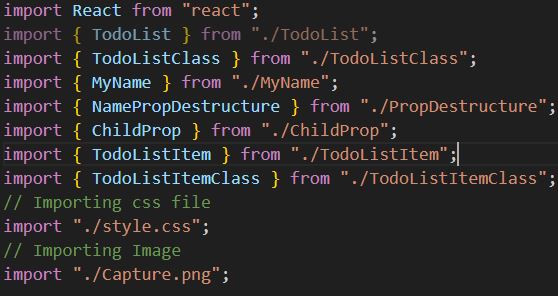 import React from "react";
import { TodoList } from "./TodoList";
import { TodoListClass } from "./TodoListClass";
import { MyName } from "./MyName";
import { NamePropDestructure } from "./PropDestructure";
import { ChildProp } from "./ChildProp";
import { TodoListItem } from "./TodoListItem";
import { TodoListItemClass } from "./TodoListItemClass";
// Importing css file
import "./style.css";
// Importing Image
import "./Capture.png";